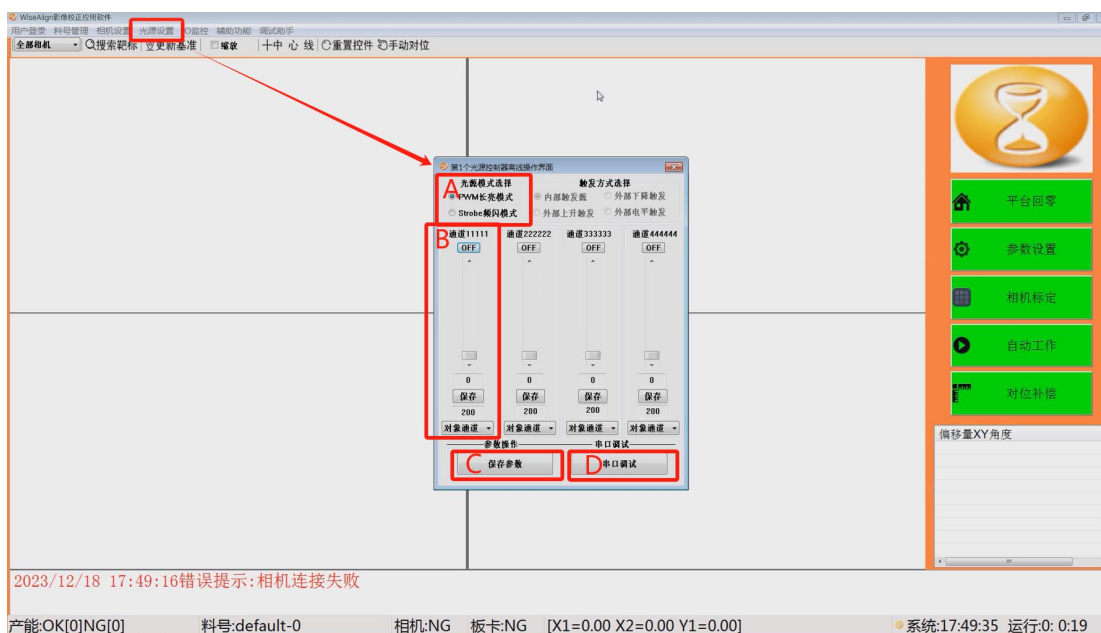 WiseAlign影像校正应用软件
用户登录 料号管理 相机设置 光源设置 IO监控 辅助功能 调试助手
全部相机 搜索靶标 更新基准 缩放 十中 心 线 重置控件 手动对位
第1个光源控制器离线操作界面
光源模式选择 触发方式选择
A PWM长亮模式 内部触发源 外部下降触发
Strobe频闪模式 外部上升触发 外部电平触发
B 通道11111 通道222222 通道333333 通道444444
OFF OFF OFF OFF
0 0 0 0
保存 保存 保存 保存
200 200 200 200
对象通道 对象通道 对象通道 对象通道
参数操作 串口调试
C 保存参数 D 串口调试
平台回零
参数设置
相机标定
自动工作
对位补偿
偏移量XY角度
2023/12/18 17:49:16错误提示:相机连接失败
产能:OK[0]NG[0] 料号:default-0 相机:NG 板卡:NG [X1=0.00 X2=0.00 Y1=0.00] 系统:17:49:35 运行:0: 0:19